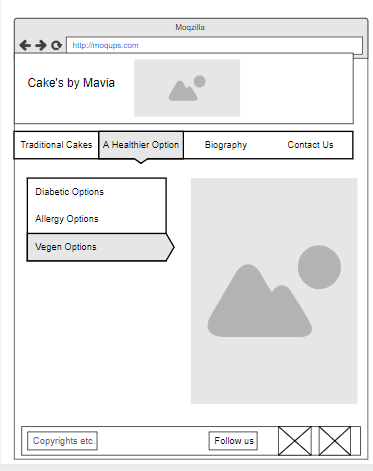 Moqzilla
http://moqups.com
Cake's by Mavia
Traditional Cakes A Healthier Option Biography Contact Us
Diabetic Options
Allergy Options
Vegen Options
Copyrights etc. Follow us